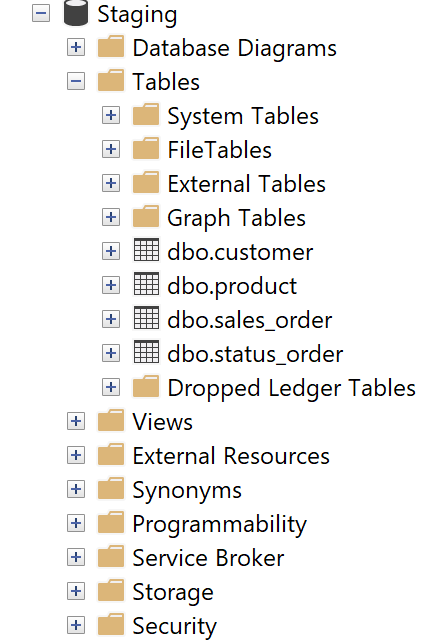 Staging
Database Diagrams
Tables
System Tables
FileTables
External Tables
Graph Tables
dbo.customer
dbo.product
dbo.sales_order
dbo.status_order
Dropped Ledger Tables
Views
External Resources
Synonyms
Programmability
Service Broker
Storage
Security